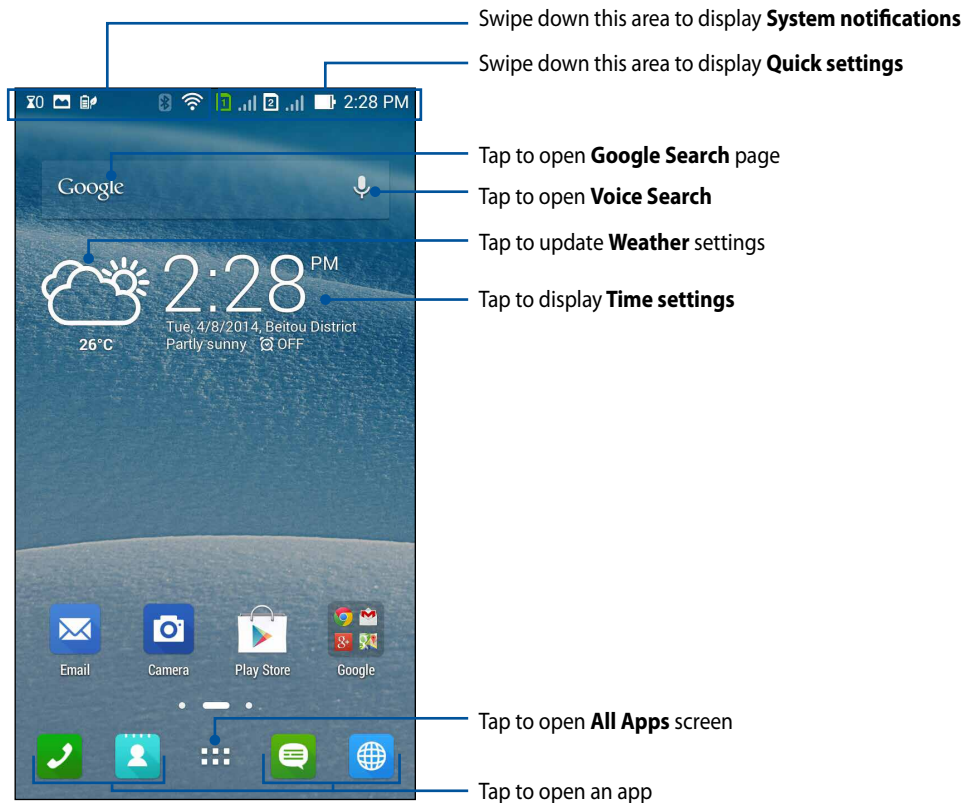 Swipe down this area to display System notifications
Swipe down this area to display Quick settings
0 1 2 2:28 PM
Tap to open Google Search page
Google
Tap to open Voice Search
Tap to update Weather settings
2:28 PM
Tap to display Time settings
Tue, 4/8/2014, Beitou District
26°C Partly sunny OFF
Email Camera Play Store Google
Tap to open All Apps screen
Tap to open an app